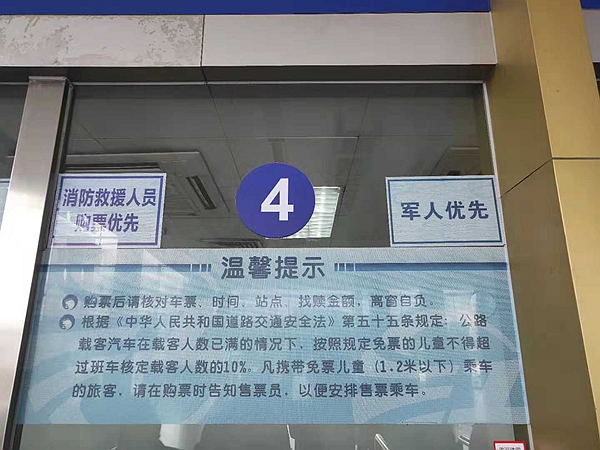 消防救援人员
购票优先
4
军人优先
温馨提示
购票后请核对车票、时间、站点、找赎金额，离窗自负。
根据《中华人民共和国道路交通安全法》第五十五条规定：公路
载客汽车在载客人数已满的情况下，按照规定免票的儿童不得超
过班车核定载客人数的10%。凡携带免票儿童（1.2米以下）乘车
的旅客，请在购票时告知售票员，以便安排售票乘车。